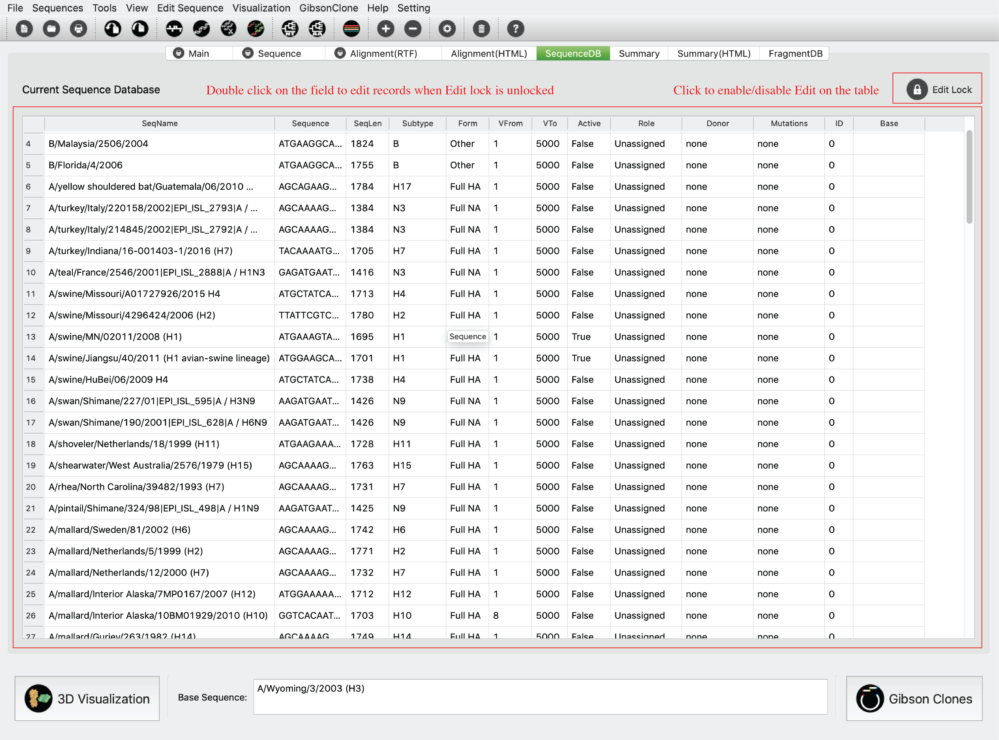 File Sequences Tools View Edit Sequence Visualization GibsonClone Help Setting
NT AA ?
Main Sequence Alignment(RTF) Alignment(HTML) SequenceDB Summary Summary(HTML) FragmentDB
Current Sequence Database Double click on the field to edit records when Edit lock is unlocked Click to enable/disable Edit on the table Edit Lock
SeqName Sequence SeqLen Subtype Form VFrom VTo Active Role Donor Mutations ID Base
4 B/Malaysia/2506/2004 ATGAAGGCA... 1824 B Other 1 5000 False Unassigned none none 0
5 B/Florida/4/2006 ATGAAGGCA... 1755 B Other 1 5000 False Unassigned none none 0
6 A/yellow shouldered bat/Guatemala/06/2010 ... AGCAGAAG... 1784 H17 Full HA 1 5000 False Unassigned none none 0
7 A/turkey/Italy/220158/2002|EPI_ISL_2793|A / ... AGCAAAAG... 1384 N3 Full NA 1 5000 False Unassigned none none 0
8 A/turkey/Italy/214845/2002|EPI_ISL_2792|A / ... AGCAAAAG... 1384 N3 Full NA 1 5000 False Unassigned none none 0
9 A/turkey/Indiana/16-001403-1/2016 (H7) TACAAAATG... 1705 H7 Full HA 1 5000 False Unassigned none none 0
10 A/teal/France/2546/2001|EPI_ISL_2888|A / H1N3 GAGATGAAT... 1416 N3 Full NA 1 5000 False Unassigned none none 0
11 A/swine/Missouri/A01727926/2015 H4 ATGCTATCA... 1713 H4 Full HA 1 5000 False Unassigned none none 0
12 A/swine/Missouri/4296424/2006 (H2) TTATTCGTC... 1780 H2 Full HA 1 5000 False Unassigned none none 0
13 A/swine/MN/02011/2008 (H1) ATGAAAGTA... 1695 H1 Sequence 1 5000 True Unassigned none none 0
14 A/swine/Jiangsu/40/2011 (H1 avian-swine lineage) ATGGAAGCA... 1701 H1 Full HA 1 5000 True Unassigned none none 0
15 A/swine/HuBei/06/2009 H4 ATGCTATCA... 1738 H4 Full HA 1 5000 False Unassigned none none 0
16 A/swan/Shimane/227/01|EPI_ISL_595|A / H3N9 AAGATGAAT... 1426 N9 Full NA 1 5000 False Unassigned none none 0
17 A/swan/Shimane/190/2001|EPI_ISL_628|A / H6N9 AAGATGAAT... 1426 N9 Full NA 1 5000 False Unassigned none none 0
18 A/shoveler/Netherlands/18/1999 (H11) ATGAAGAAA... 1728 H11 Full HA 1 5000 False Unassigned none none 0
19 A/shearwater/West Australia/2576/1979 (H15) AGCAAAAG... 1763 H15 Full HA 1 5000 False Unassigned none none 0
20 A/rhea/North Carolina/39482/1993 (H7) AGCAAAAG... 1731 H7 Full HA 1 5000 False Unassigned none none 0
21 A/pintail/Shimane/324/98|EPI_ISL_498|A / H1N9 AAGATGAAT... 1425 N9 Full NA 1 5000 False Unassigned none none 0
22 A/mallard/Sweden/81/2002 (H6) AGCAAAAG... 1742 H6 Full HA 1 5000 False Unassigned none none 0
23 A/mallard/Netherlands/5/1999 (H2) AGCAAAAG... 1771 H2 Full HA 1 5000 False Unassigned none none 0
24 A/mallard/Netherlands/12/2000 (H7) AGCAAAAG... 1732 H7 Full HA 1 5000 False Unassigned none none 0
25 A/mallard/Interior Alaska/7MP0167/2007 (H12) ATGGAAAAA... 1712 H12 Full HA 1 5000 False Unassigned none none 0
26 A/mallard/Interior Alaska/10BM01929/2010 (H10) GGTCACAAT... 1703 H10 Full HA 8 5000 False Unassigned none none 0
27 A/mallard/Gurjev/263/1982 (H14) AGCAAAAG 1749 H14 Full HA 1 5000 False Unassigned none none 0
3D Visualization Base Sequence: A/Wyoming/3/2003 (H3) Gibson Clones